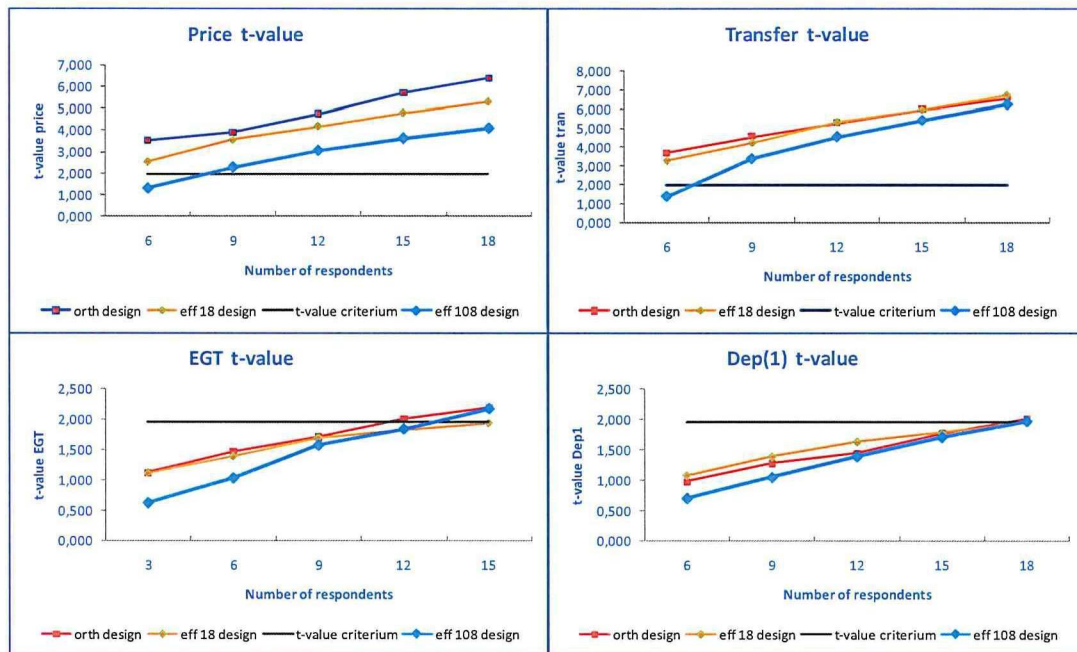 Price t-value
7,000
6,000
5,000
4,000
3,000
2,000
1,000
0,000
t-value price
6 9 12 15 18
Number of respondents
orth design eff 18 design t-value criterium eff 108 design
Transfer t-value
8,000
7,000
6,000
5,000
4,000
3,000
2,000
1,000
0,000
t-value tran
6 9 12 15 18
Number of respondents
orth design eff 18 design t-value criterium eff 108 design
EGT t-value
2,500
2,000
1,500
1,000
0,500
0,000
t-value EGT
3 6 9 12 15
Number of respondents
orth design eff 18 design t-value criterium eff 108 design
Dep(1) t-value
2,500
2,000
1,500
1,000
0,500
0,000
t-value Dep1
6 9 12 15 18
Number of respondents
orth design eff 18 design t-value criterium eff 108 design